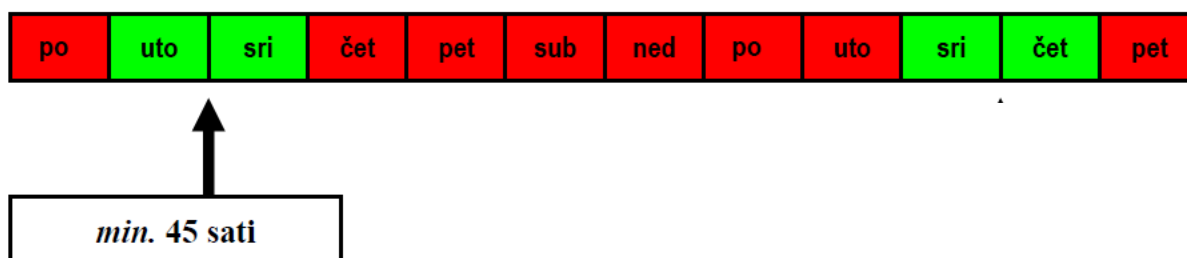 po uto sri čet pet sub ned po uto sri čet pet
min. 45 sati